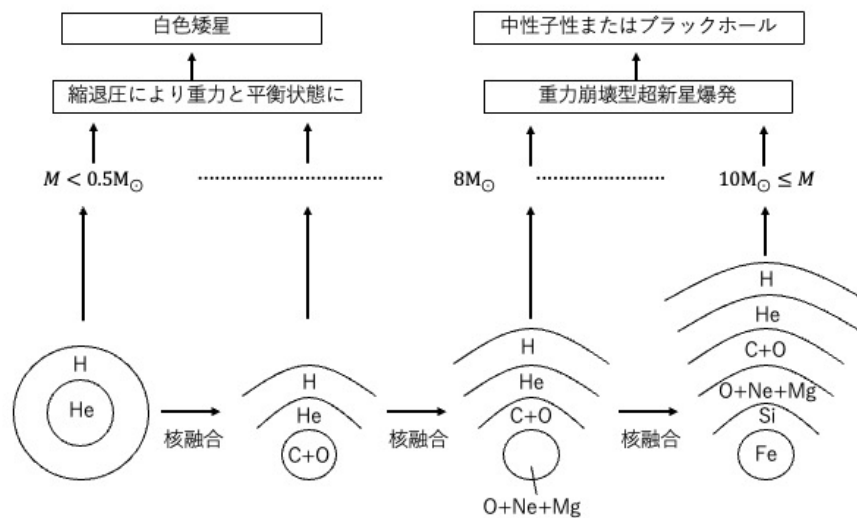 白色矮星
中性子性またはブラックホール
縮退圧により重力と平衡状態に
重力崩壊型超新星爆発
M < 0.5M☉
8M☉
10M☉ ≤ M
H
He
核融合
H
He
C+O
核融合
H
He
C+O
O+Ne+Mg
核融合
H
He
C+O
O+Ne+Mg
Si
Fe